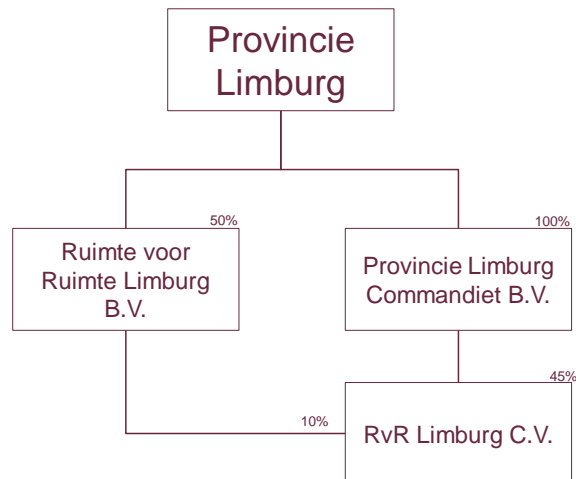 Provincie
Limburg
50%
100%
Ruimte voor
Ruimte Limburg
B.V.
Provincie Limburg
Commandiet B.V.
45%
10%
RvR Limburg C.V.